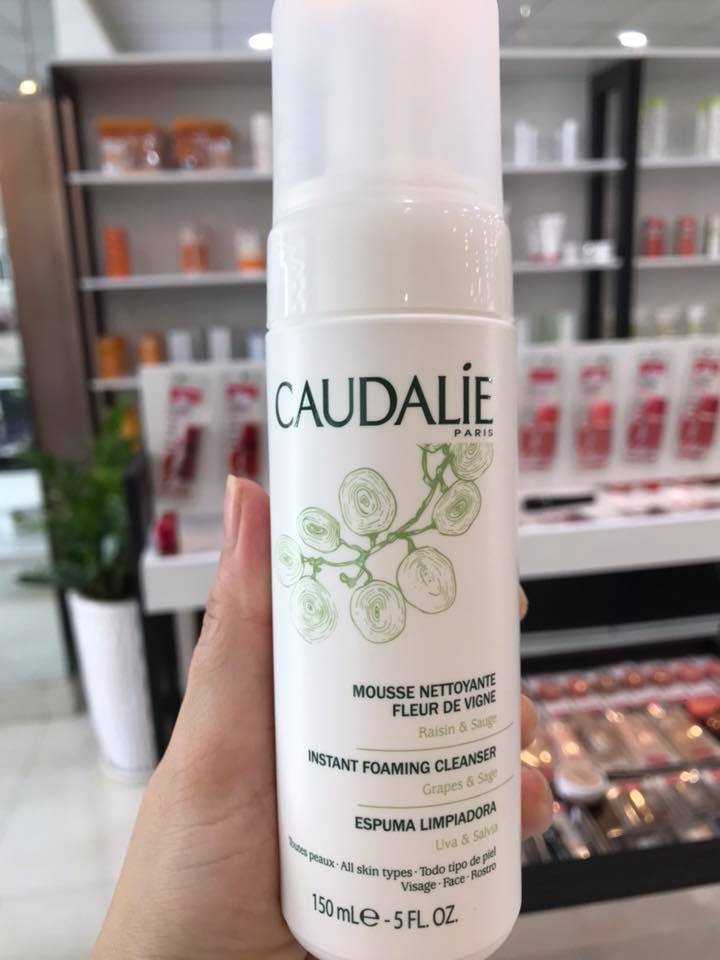 CAUDALIE
PARIS
MOUSSE NETTOYANTE
FLEUR DE VIGNE
Raisin & Sauge
INSTANT FOAMING CLEANSER
Grapes & Sage
ESPUMA LIMPIADORA
Uva & Salvia
Toutes peaux · All skin types · Todo tipo de piel
Visage · Face · Rostro
150 mL℮ - 5 FL. OZ.